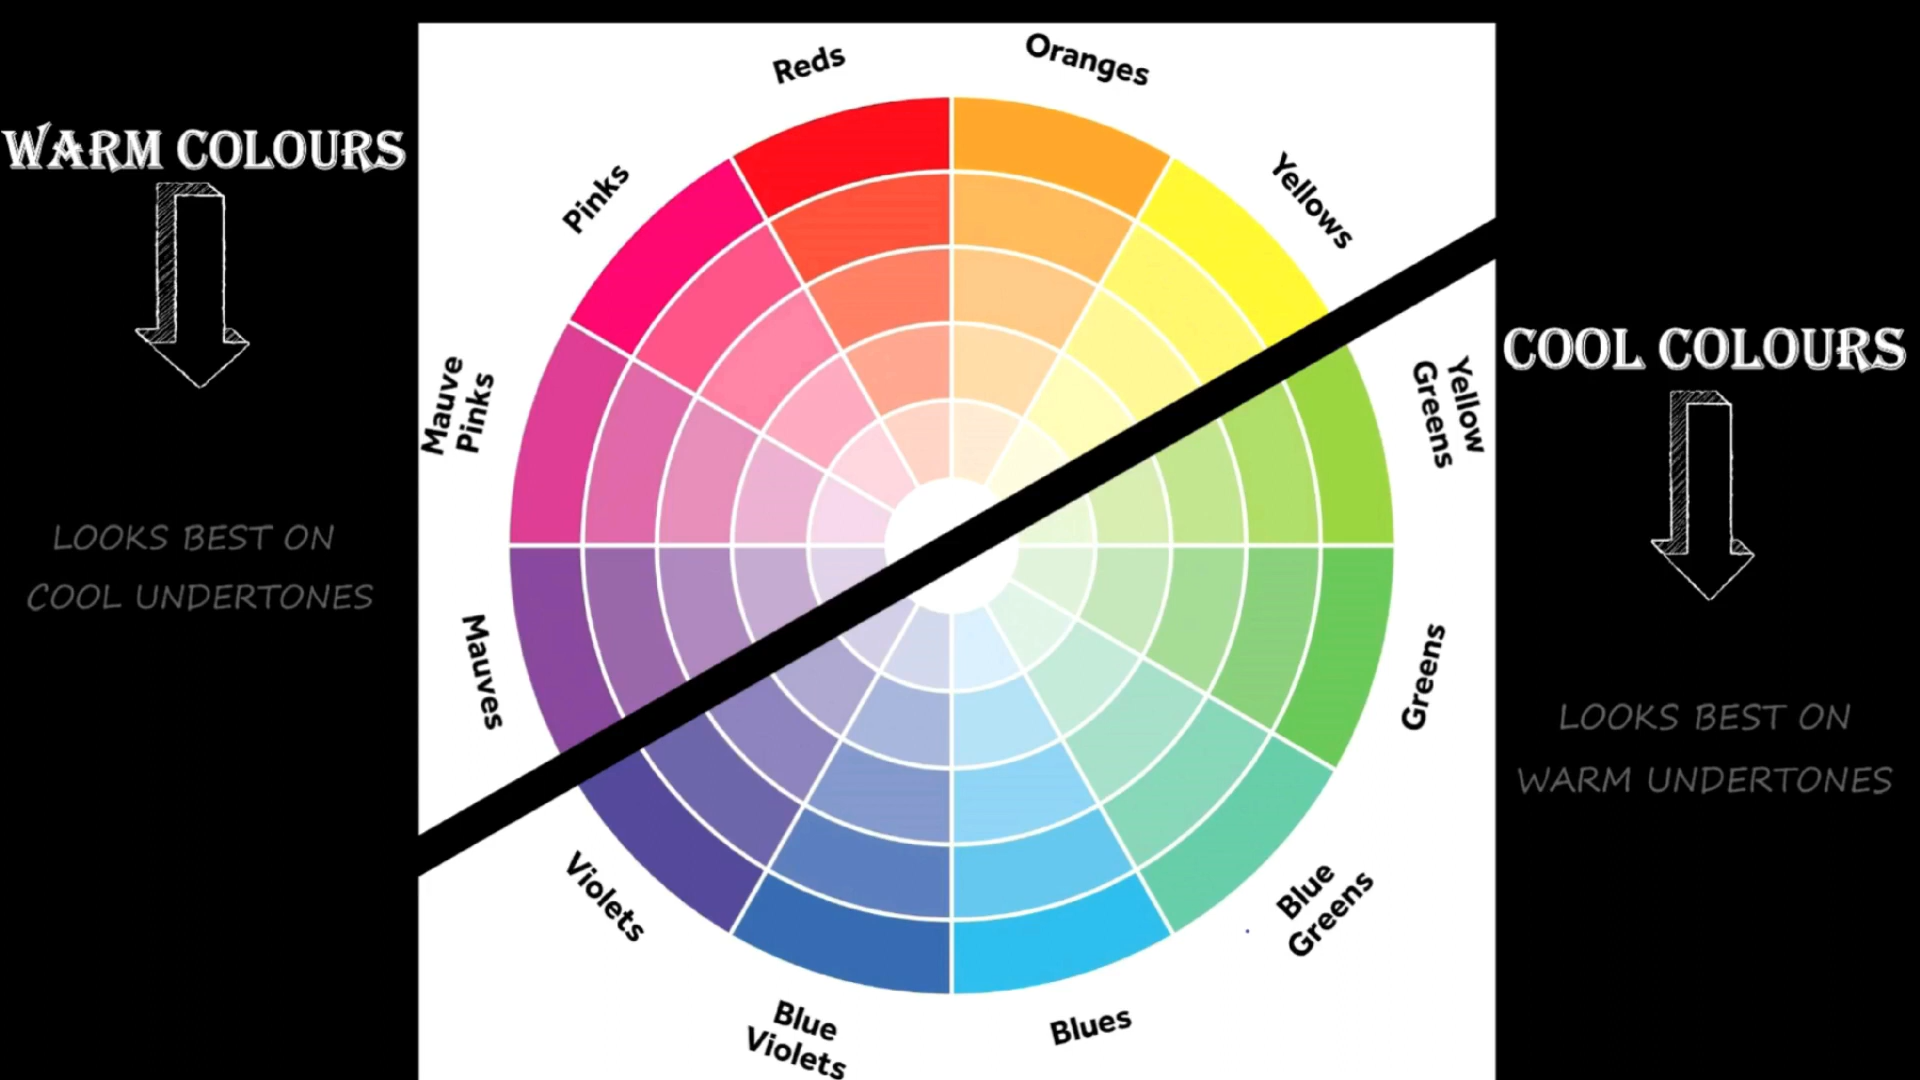 WARM COLOURS
LOOKS BEST ON
COOL UNDERTONES
Reds
Oranges
Pinks
Yellows
Mauve
Pinks
Yellow
Greens
Mauves
Greens
Violets
Blue
Greens
Blue
Violets
Blues
COOL COLOURS
LOOKS BEST ON
WARM UNDERTONES